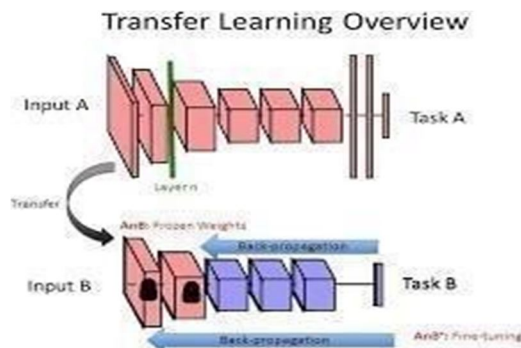 Transfer Learning Overview
Input A
Task A
Layer n
Transfer
AnB: Frozen Weights
Back-propagation
Input B
Task B
Back-propagation
AnB+: Fine-tuning